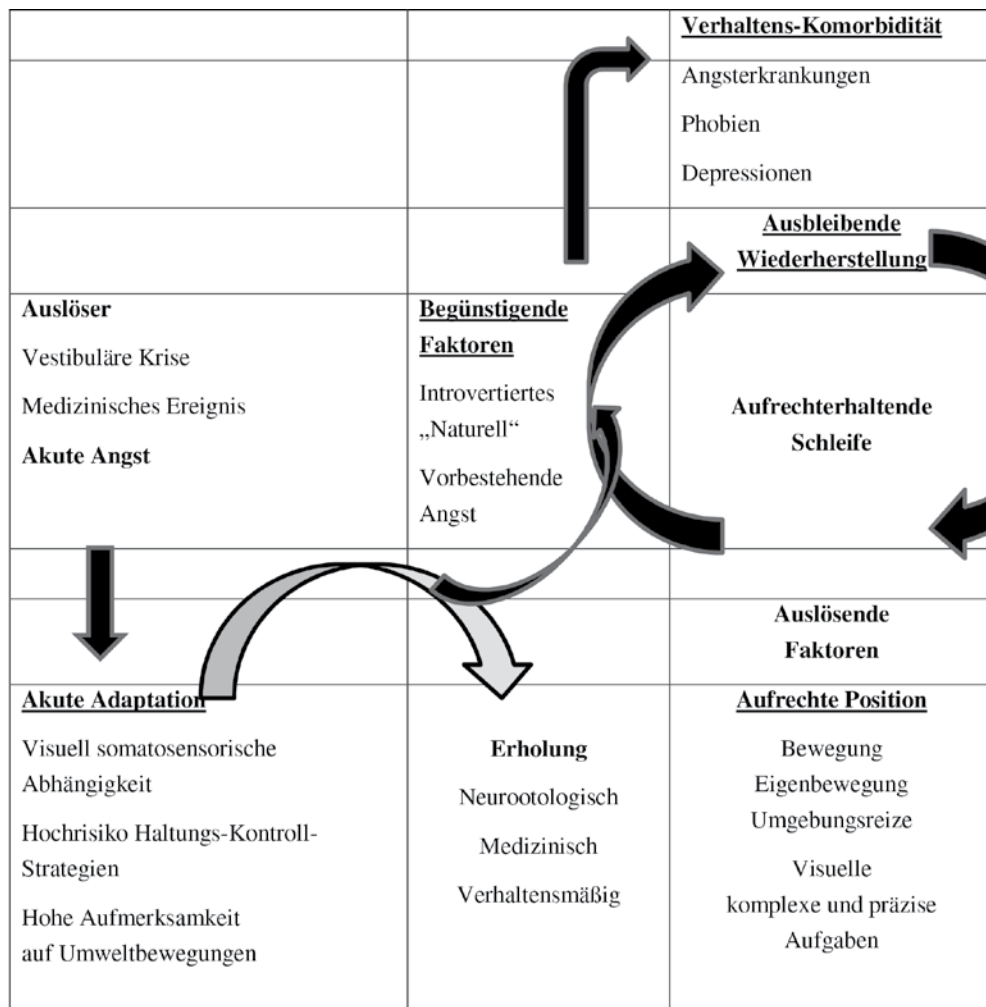 Verhaltens-Komorbidität
Angsterkrankungen
Phobien
Depressionen
Ausbleibende
Wiederherstellung
Auslöser
Vestibuläre Krise
Medizinisches Ereignis
Akute Angst
Begünstigende
Faktoren
Introvertiertes
„Naturell“
Vorbestehende
Angst
Aufrechterhaltende
Schleife
Auslösende
Faktoren
Akute Adaptation
Visuell somatosensorische
Abhängigkeit
Hochrisiko Haltungs-Kontroll-
Strategien
Hohe Aufmerksamkeit
auf Umweltbewegungen
Erholung
Neurootologisch
Medizinisch
Verhaltensmäßig
Aufrechte Position
Bewegung
Eigenbewegung
Umgebungsreize
Visuelle
komplexe und präzise
Aufgaben